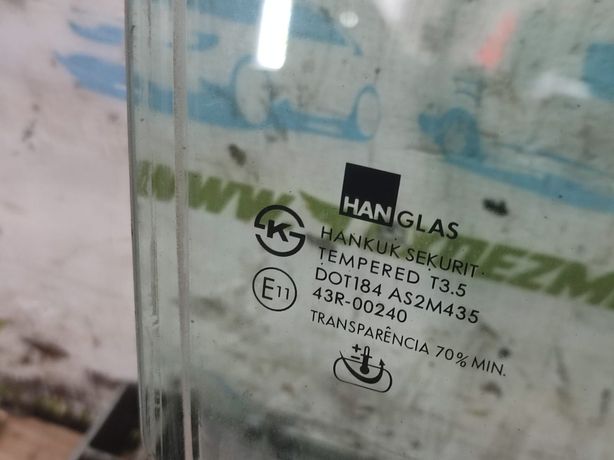 HANGLAS
K
HANKUK SEKURIT
TEMPERED T3.5
DOT184 AS2M435
E11
43R-00240
TRANSPARÊNCIA 70% MIN.